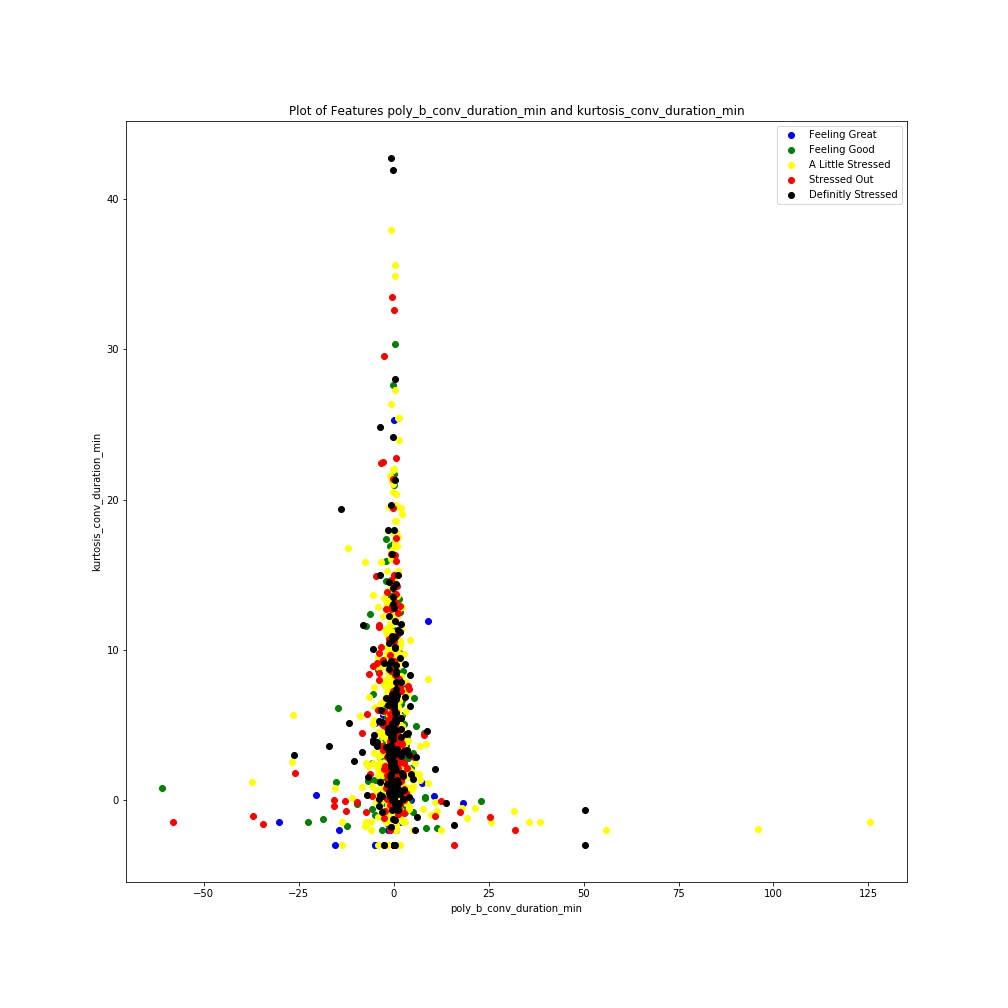 Plot of Features poly_b_conv_duration_min and kurtosis_conv_duration_min
Feeling Great
Feeling Good
A Little Stressed
Stressed Out
Definitly Stressed
kurtosis_conv_duration_min
40
30
20
10
0
−50
−25
0
25
50
75
100
125
poly_b_conv_duration_min